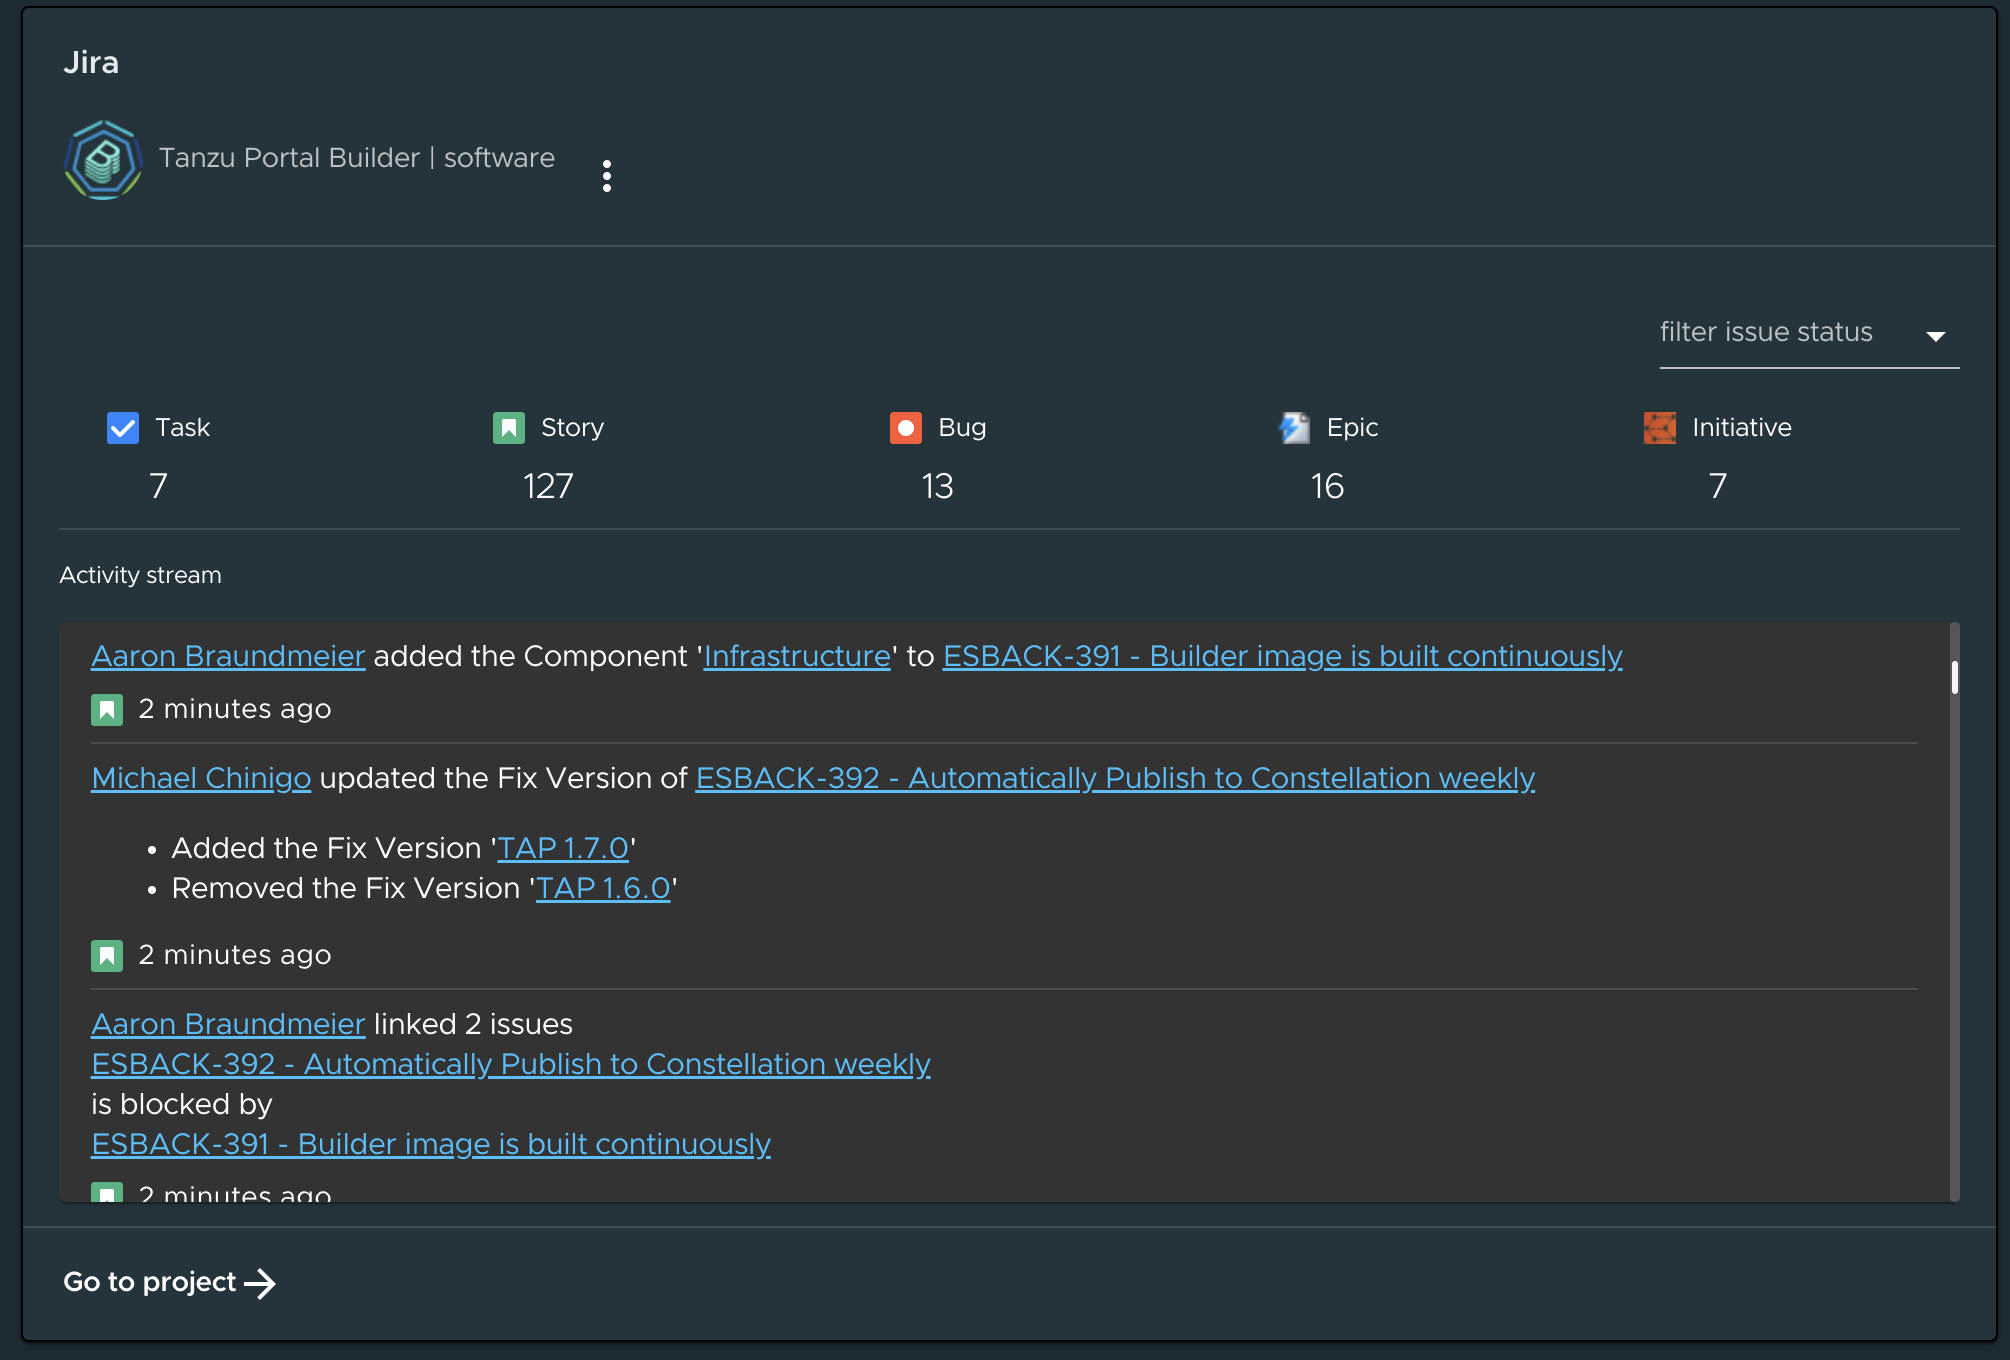 Jira
Tanzu Portal Builder | software
filter issue status
Task
Story
Bug
Epic
Initiative
7
127
13
16
7
Activity stream
Aaron Braundmeier added the Component 'Infrastructure' to ESBACK-391 - Builder image is built continuously
2 minutes ago
Michael Chinigo updated the Fix Version of ESBACK-392 - Automatically Publish to Constellation weekly
• Added the Fix Version 'TAP 1.7.0'
• Removed the Fix Version 'TAP 1.6.0'
2 minutes ago
Aaron Braundmeier linked 2 issues
ESBACK-392 - Automatically Publish to Constellation weekly
is blocked by
ESBACK-391 - Builder image is built continuously
2 minutes ago
Go to project